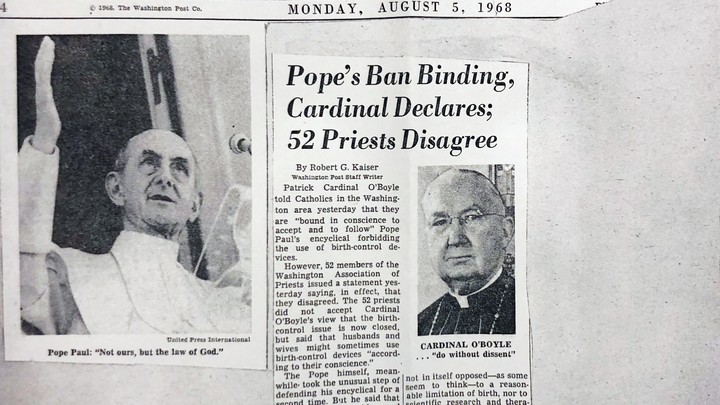 4
© 1968. The Washington Post Co.
MONDAY, AUGUST 5, 1968
United Press International
Pope Paul: "Not ours, but the law of God."
Pope's Ban Binding,
Cardinal Declares;
52 Priests Disagree
By Robert G. Kaiser
Washington Post Staff Writer
Patrick Cardinal O'Boyle
told Catholics in the Washing-
ton area yesterday that they
are "bound in conscience to
accept and to follow" Pope
Paul's encyclical forbidding
the use of birth-control de-
vices.
However, 52 members of the
Washington Association of
Priests issued a statement yes-
terday saying, in effect, that
they disagreed. The 52 priests
did not accept Cardinal
O'Boyle's view that the birth-
control issue is now closed,
but said that husbands and
wives might sometimes use
birth-control devices "accord-
ing to their conscience."
The Pope himself, mean-
while took the unusual step of
defending his encyclical for a
second time. But he said that
CARDINAL O'BOYLE
. . . "do without dissent"
not in itself opposed—as some
seem to think—to a reason-
able limitation of birth, nor to
scientific research and thera-